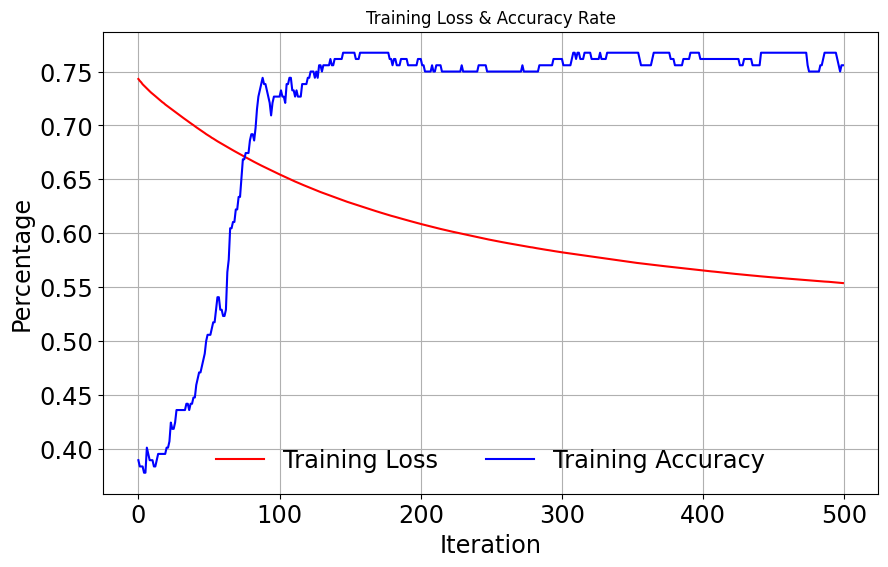 Training Loss & Accuracy Rate
Percentage
0.75
0.70
0.65
0.60
0.55
0.50
0.45
0.40
Training Loss Training Accuracy
0 100 200 300 400 500
Iteration